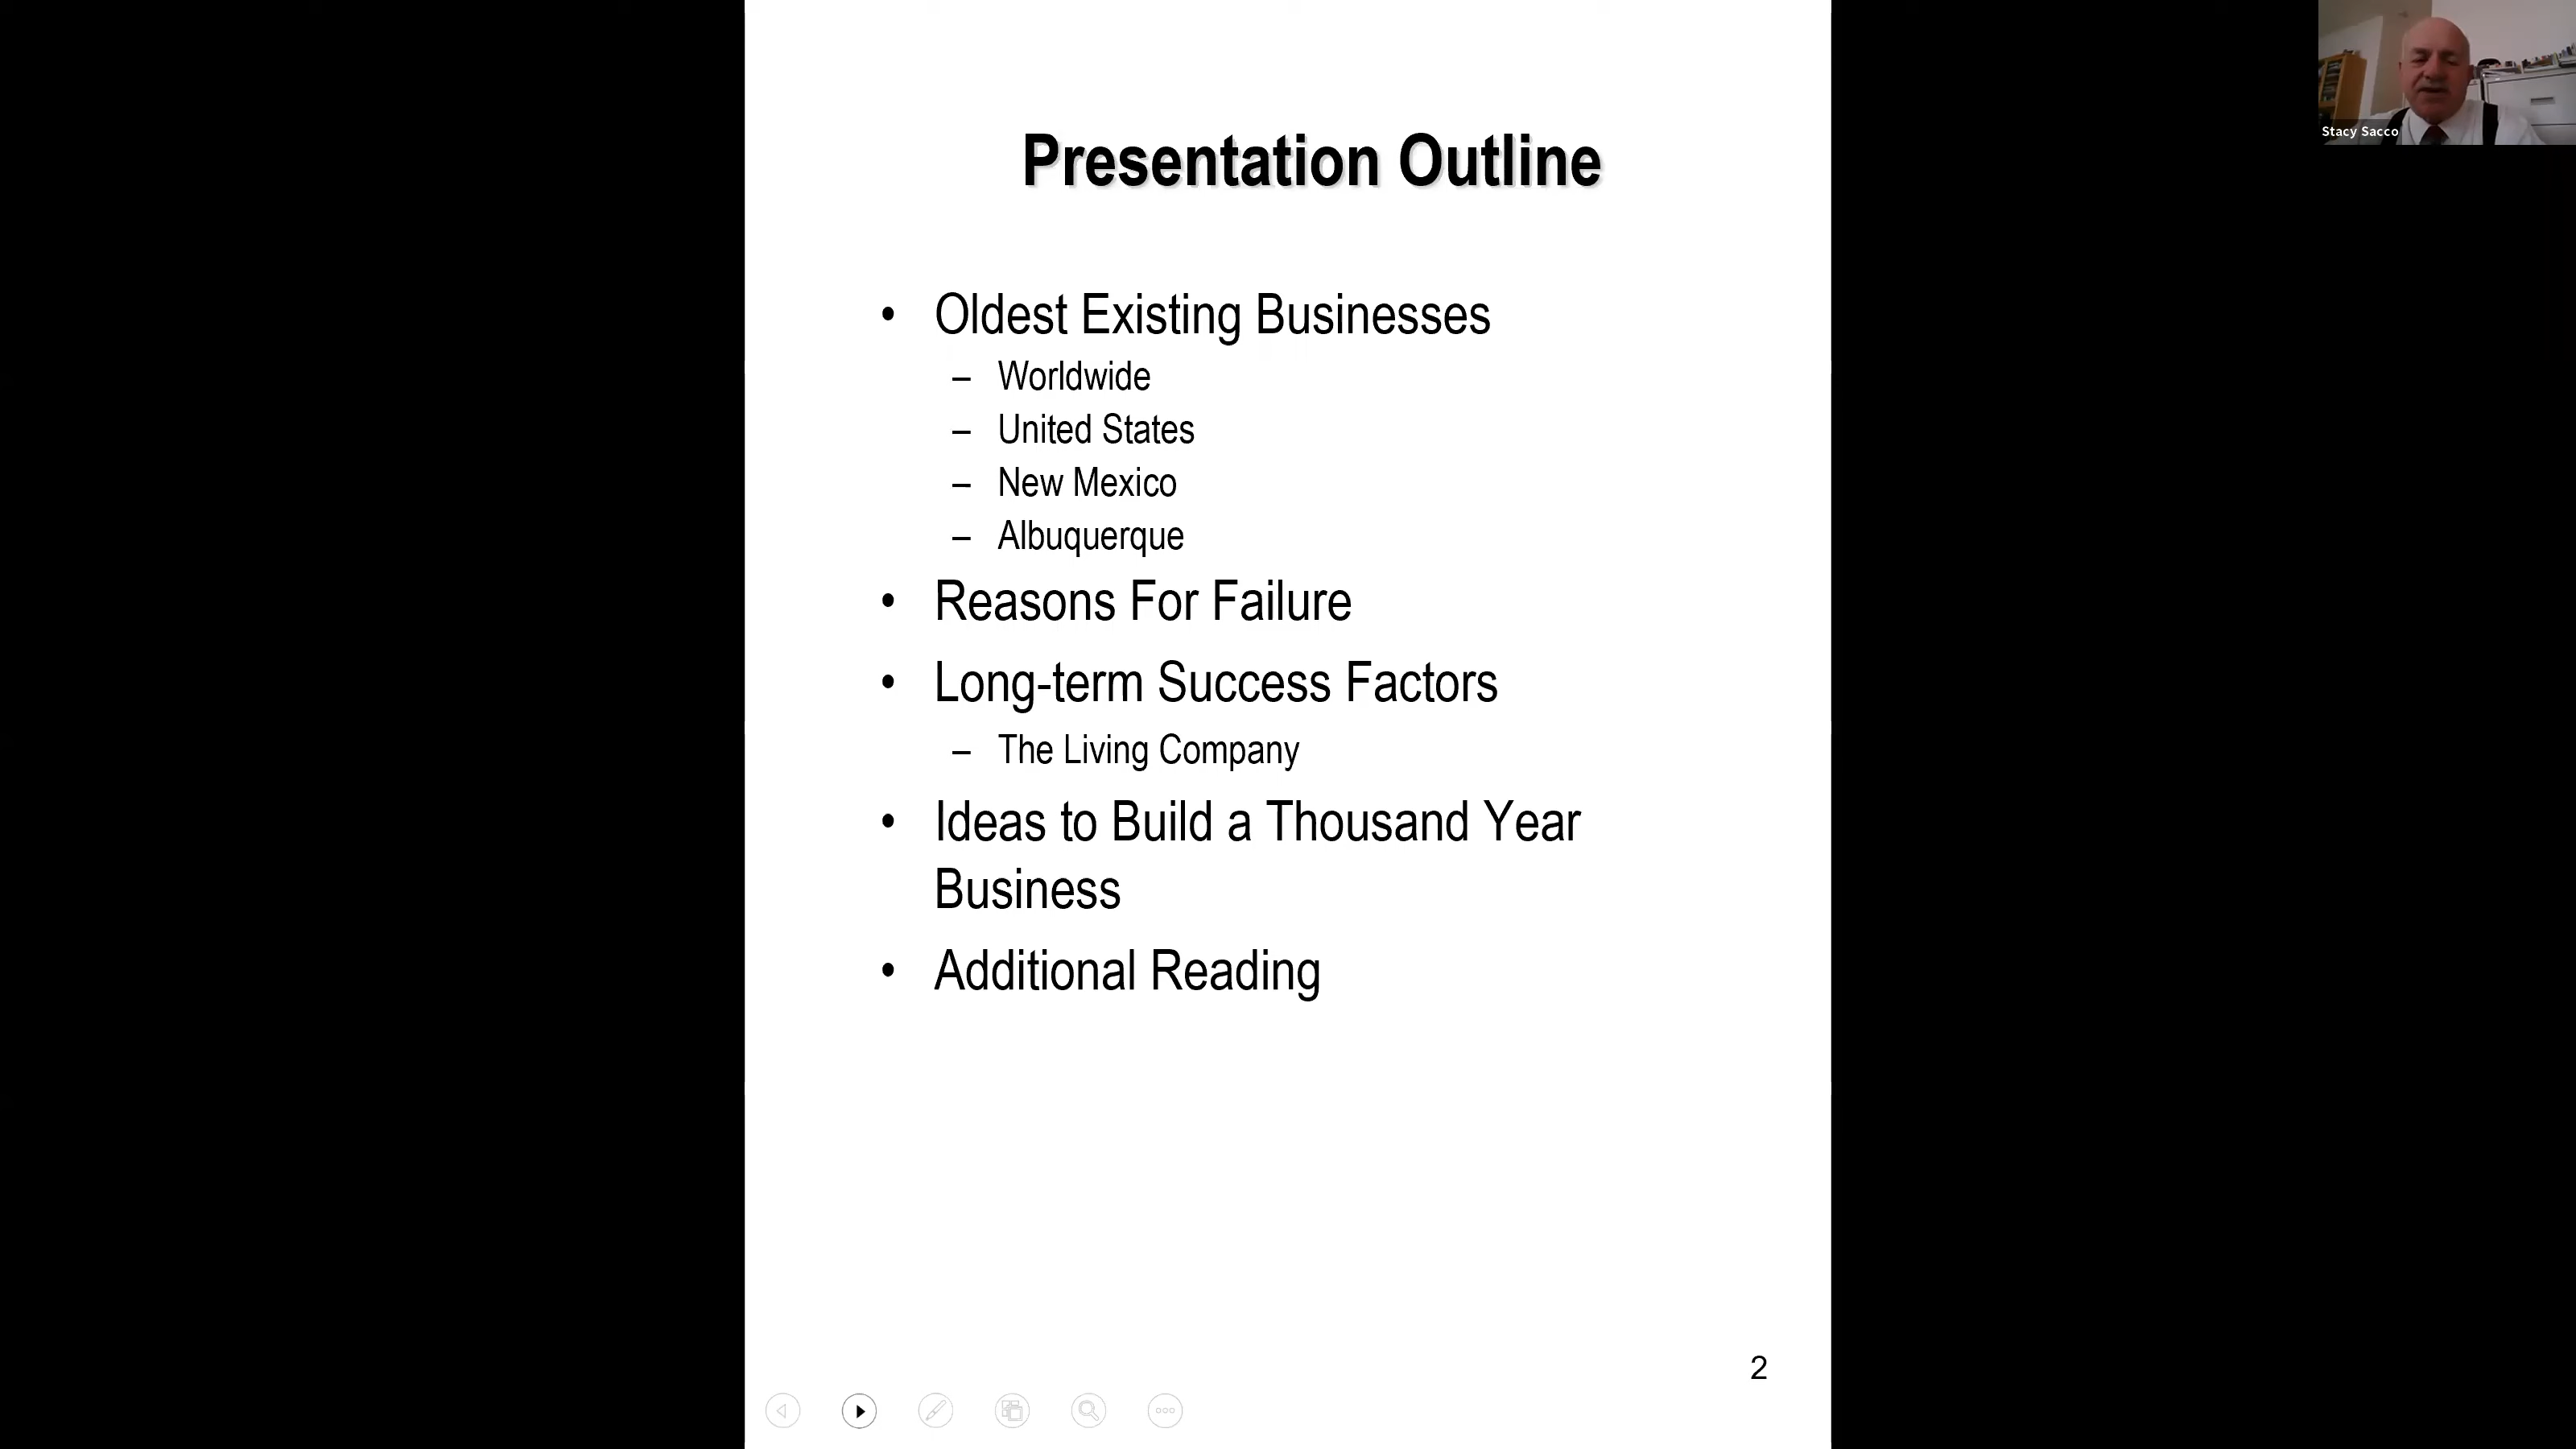 Presentation Outline
Stacy Sacco
• Oldest Existing Businesses
– Worldwide
– United States
– New Mexico
– Albuquerque
• Reasons For Failure
• Long-term Success Factors
– The Living Company
• Ideas to Build a Thousand Year
Business
• Additional Reading
2